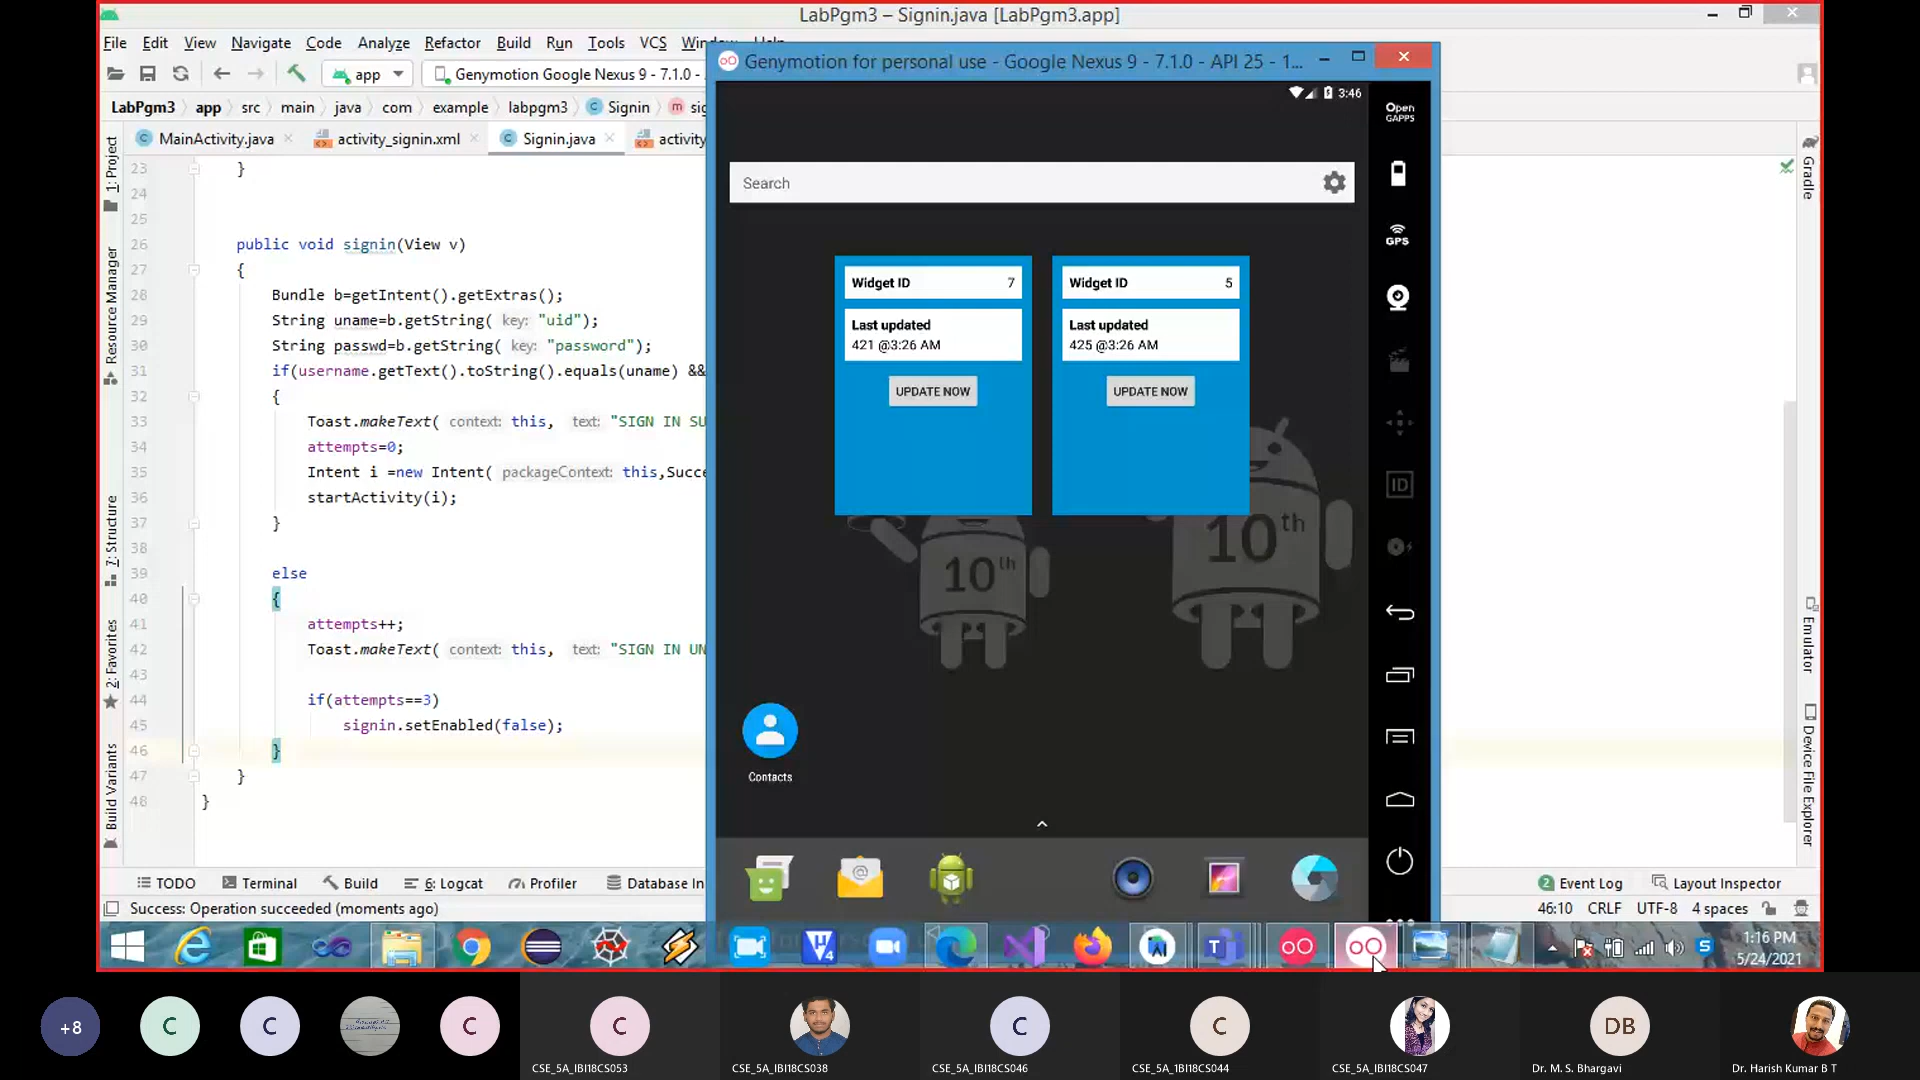 LabPgm3 – Signin.java [LabPgm3.app]
File Edit View Navigate Code Analyze Refactor Build Run Tools VCS
app Genymotion Google Nexus 9 - 7.1.0 -
LabPgm3 app src main java com example labpgm3 Signin
MainActivity.java activity_signin.xml Signin.java
1: Project
Resource Manager
7: Structure
2: Favorites
Build Variants
23 }
24
25
26 public void signin(View v)
27 {
28 Bundle b=getIntent().getExtras();
29 String uname=b.getString( key: "uid");
30 String passwd=b.getString( key: "password");
31 if(username.getText().toString().equals(uname) &&
32 {
33 Toast.makeText( context: this, text: "SIGN IN SU
34 attempts=0;
35 Intent i =new Intent( packageContext: this,Succe
36 startActivity(i);
37 }
38
39 else
40 {
41 attempts++;
42 Toast.makeText( context: this, text: "SIGN IN UN
43
44 if(attempts==3)
45 signin.setEnabled(false);
46 }
47 }
48 }
Genymotion for personal use - Google Nexus 9 - 7.1.0 - API 25 - 1...
3:46
Search
Widget ID 7
Last updated
421 @3:26 AM
UPDATE NOW
Widget ID 5
Last updated
425 @3:26 AM
UPDATE NOW
10th
10th
Contacts
Open
GAPPS
GPS
ID
Gradle
Emulator
Device File Explorer
TODO Terminal Build 6: Logcat Profiler Database In
Event Log Layout Inspector
Success: Operation succeeded (moments ago)
46:10 CRLF UTF-8 4 spaces
1:16 PM
5/24/2021
+8
C
C
C
C
CSE_5A_IBI18CS053
CSE_5A_IBI18CS038
C
CSE_5A_IBI18CS046
C
CSE_5A_1BI18CS044
CSE_5A_IBI18CS047
DB
Dr. M. S. Bhargavi
Dr. Harish Kumar B T